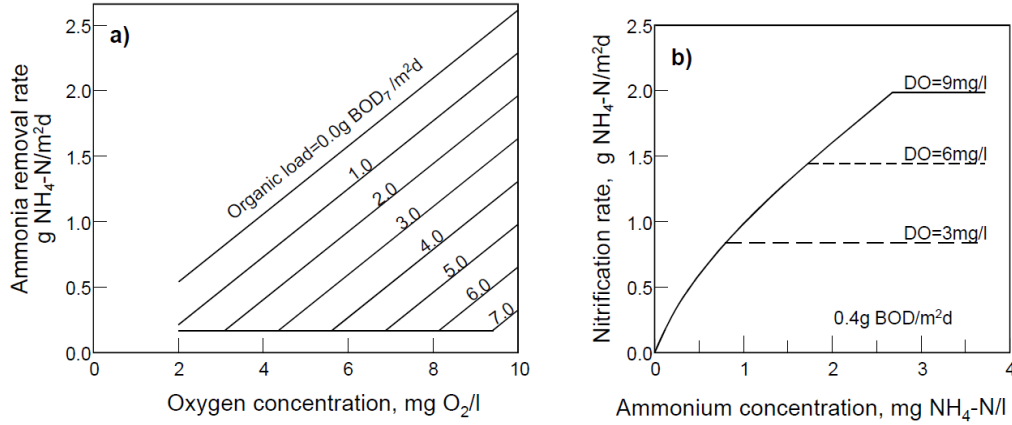 a)
Ammonia removal rate
g NH₄-N/m²d
2.5
2.0
1.5
1.0
0.5
0.0
Organic load=0.0g BOD₇/m²d
1.0
2.0
3.0
4.0
5.0
6.0
7.0
0
2
4
6
8
10
Oxygen concentration, mg O₂/l
b)
Nitrification rate, g NH₄-N/m²d
2.5
2.0
1.5
1.0
0.5
0.0
DO=9mg/l
DO=6mg/l
DO=3mg/l
0.4g BOD/m²d
0
1
2
3
4
Ammonium concentration, mg NH₄-N/l